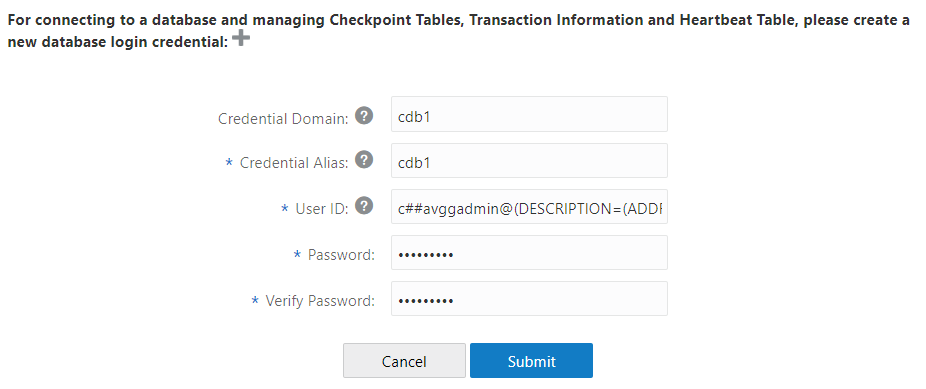 For connecting to a database and managing Checkpoint Tables, Transaction Information and Heartbeat Table, please create a
new database login credential:
Credential Domain: ? cdb1
* Credential Alias: ? cdb1
* User ID: ? c##avggadmin@(DESCRIPTION=(ADDR
* Password: •••••••••
* Verify Password: •••••••••
Cancel Submit